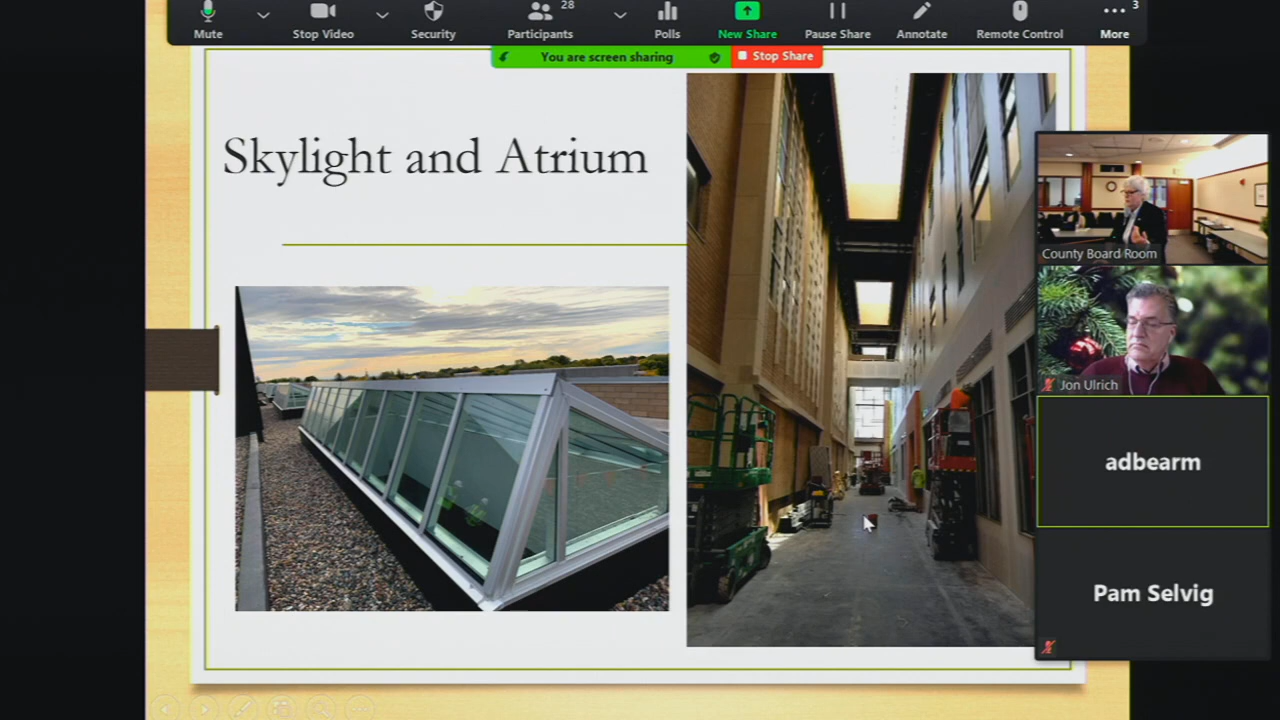 28
3
Mute
Stop Video
Security
Participants
Polls
New Share
Pause Share
Annotate
Remote Control
More
You are screen sharing
Stop Share
Skylight and Atrium
County Board Room
Jon Ulrich
adbearm
Pam Selvig